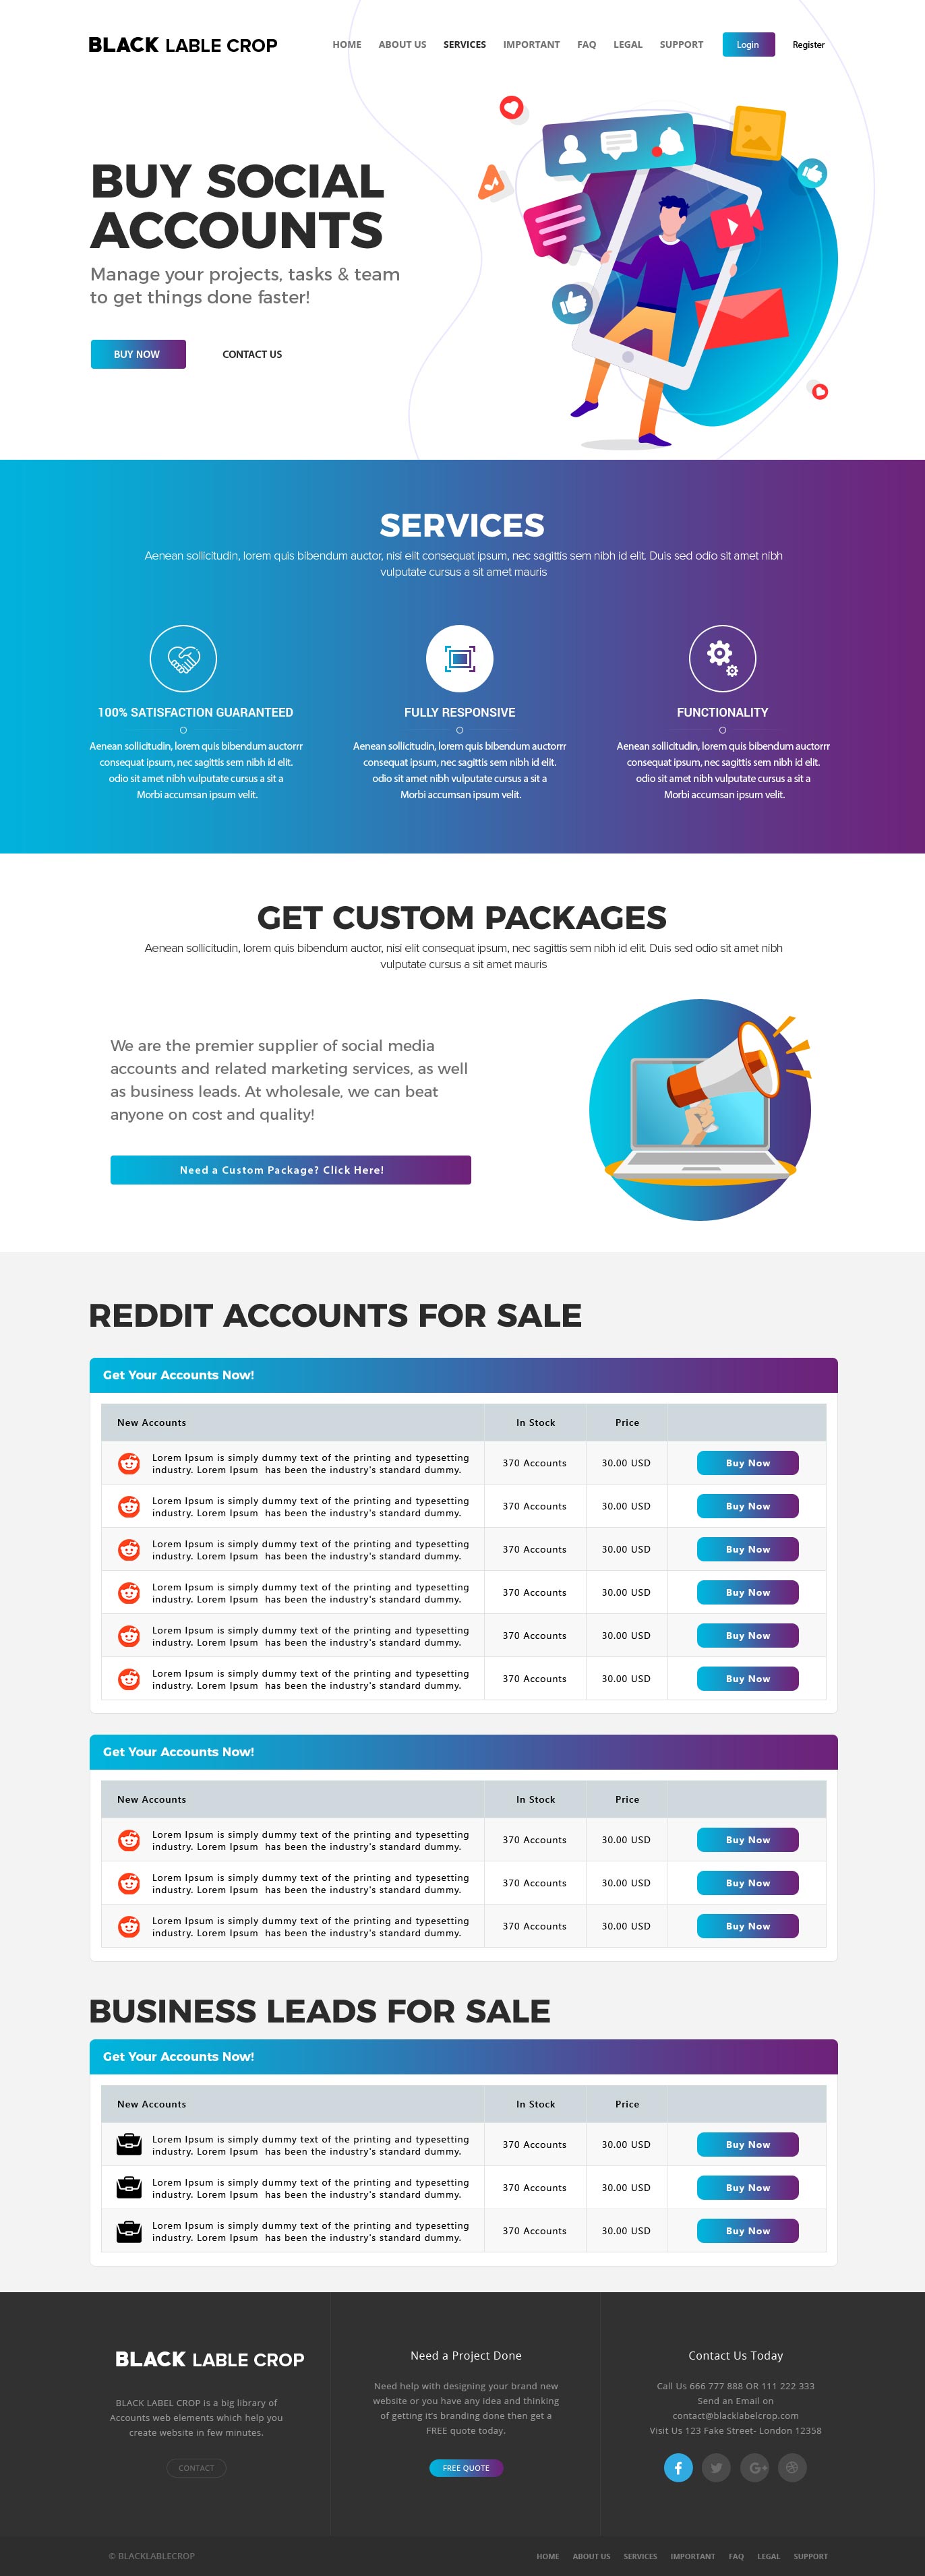 BLACK LABLE CROP
HOME ABOUT US SERVICES IMPORTANT FAQ LEGAL SUPPORT Login Register
BUY SOCIAL
ACCOUNTS
Manage your projects, tasks & team
to get things done faster!
BUY NOW CONTACT US
SERVICES
Aenean sollicitudin, lorem quis bibendum auctor, nisi elit consequat ipsum, nec sagittis sem nibh id elit. Duis sed odio sit amet nibh
vulputate cursus a sit amet mauris
100% SATISFACTION GUARANTEED
Aenean sollicitudin, lorem quis bibendum auctorrr
consequat ipsum, nec sagittis sem nibh id elit.
odio sit amet nibh vulputate cursus a sit a
Morbi accumsan ipsum velit.
FULLY RESPONSIVE
Aenean sollicitudin, lorem quis bibendum auctorrr
consequat ipsum, nec sagittis sem nibh id elit.
odio sit amet nibh vulputate cursus a sit a
Morbi accumsan ipsum velit.
FUNCTIONALITY
Aenean sollicitudin, lorem quis bibendum auctorrr
consequat ipsum, nec sagittis sem nibh id elit.
odio sit amet nibh vulputate cursus a sit a
Morbi accumsan ipsum velit.
GET CUSTOM PACKAGES
Aenean sollicitudin, lorem quis bibendum auctor, nisi elit consequat ipsum, nec sagittis sem nibh id elit. Duis sed odio sit amet nibh
vulputate cursus a sit amet mauris
We are the premier supplier of social media
accounts and related marketing services, as well
as business leads. At wholesale, we can beat
anyone on cost and quality!
Need a Custom Package? Click Here!
REDDIT ACCOUNTS FOR SALE
Get Your Accounts Now!
New Accounts In Stock Price
Lorem Ipsum is simply dummy text of the printing and typesetting
industry. Lorem Ipsum has been the industry's standard dummy.
370 Accounts 30.00 USD Buy Now
Lorem Ipsum is simply dummy text of the printing and typesetting
industry. Lorem Ipsum has been the industry's standard dummy.
370 Accounts 30.00 USD Buy Now
Lorem Ipsum is simply dummy text of the printing and typesetting
industry. Lorem Ipsum has been the industry's standard dummy.
370 Accounts 30.00 USD Buy Now
Lorem Ipsum is simply dummy text of the printing and typesetting
industry. Lorem Ipsum has been the industry's standard dummy.
370 Accounts 30.00 USD Buy Now
Lorem Ipsum is simply dummy text of the printing and typesetting
industry. Lorem Ipsum has been the industry's standard dummy.
370 Accounts 30.00 USD Buy Now
Lorem Ipsum is simply dummy text of the printing and typesetting
industry. Lorem Ipsum has been the industry's standard dummy.
370 Accounts 30.00 USD Buy Now
Get Your Accounts Now!
New Accounts In Stock Price
Lorem Ipsum is simply dummy text of the printing and typesetting
industry. Lorem Ipsum has been the industry's standard dummy.
370 Accounts 30.00 USD Buy Now
Lorem Ipsum is simply dummy text of the printing and typesetting
industry. Lorem Ipsum has been the industry's standard dummy.
370 Accounts 30.00 USD Buy Now
Lorem Ipsum is simply dummy text of the printing and typesetting
industry. Lorem Ipsum has been the industry's standard dummy.
370 Accounts 30.00 USD Buy Now
BUSINESS LEADS FOR SALE
Get Your Accounts Now!
New Accounts In Stock Price
Lorem Ipsum is simply dummy text of the printing and typesetting
industry. Lorem Ipsum has been the industry's standard dummy.
370 Accounts 30.00 USD Buy Now
Lorem Ipsum is simply dummy text of the printing and typesetting
industry. Lorem Ipsum has been the industry's standard dummy.
370 Accounts 30.00 USD Buy Now
Lorem Ipsum is simply dummy text of the printing and typesetting
industry. Lorem Ipsum has been the industry's standard dummy.
370 Accounts 30.00 USD Buy Now
BLACK LABLE CROP
BLACK LABEL CROP is a big library of
Accounts web elements which help you
create website in few minutes.
CONTACT
Need a Project Done
Need help with designing your brand new
website or you have any idea and thinking
of getting it's branding done then get a
FREE quote today.
FREE QUOTE
Contact Us Today
Call Us 666 777 888 OR 111 222 333
Send an Email on
contact@blacklabelcrop.com
Visit Us 123 Fake Street- London 12358
© BLACKLABLECROP
HOME ABOUT US SERVICES IMPORTANT FAQ LEGAL SUPPORT